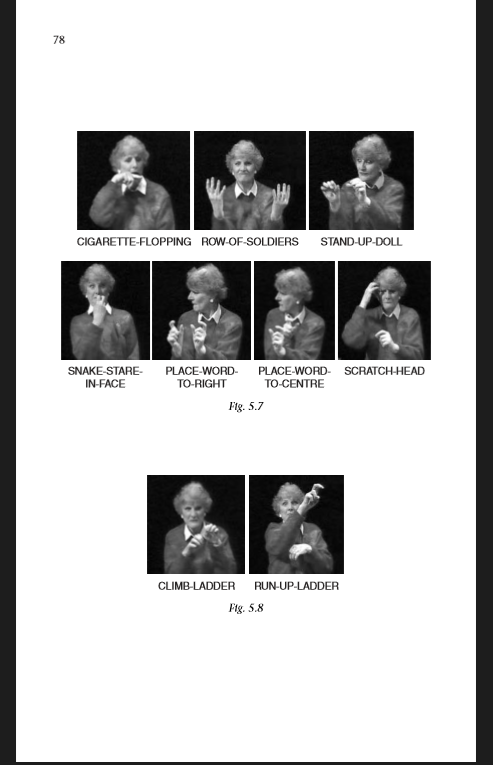 78
CIGARETTE-FLOPPING ROW-OF-SOLDIERS STAND-UP-DOLL
SNAKE-STARE-
IN-FACE
PLACE-WORD-
TO-RIGHT
PLACE-WORD-
TO-CENTRE
SCRATCH-HEAD
Fig. 5.7
CLIMB-LADDER RUN-UP-LADDER
Fig. 5.8